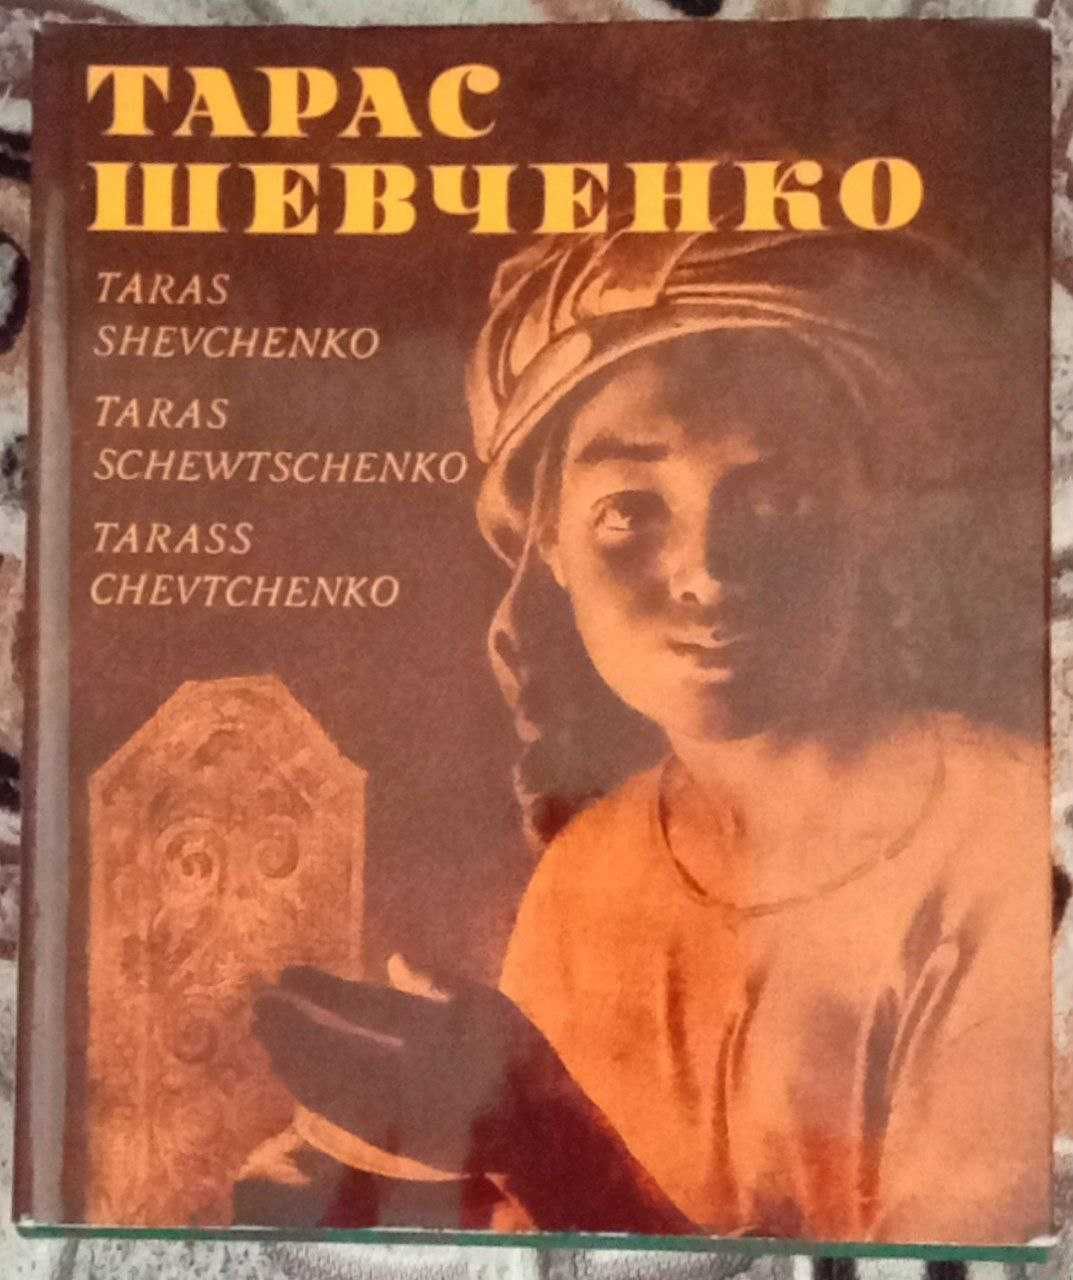 ТАРАС
ШЕВЧЕНКО
TARAS
SHEVCHENKO
TARAS
SCHEWTSCHENKO
TARASS
CHEVTCHENKO